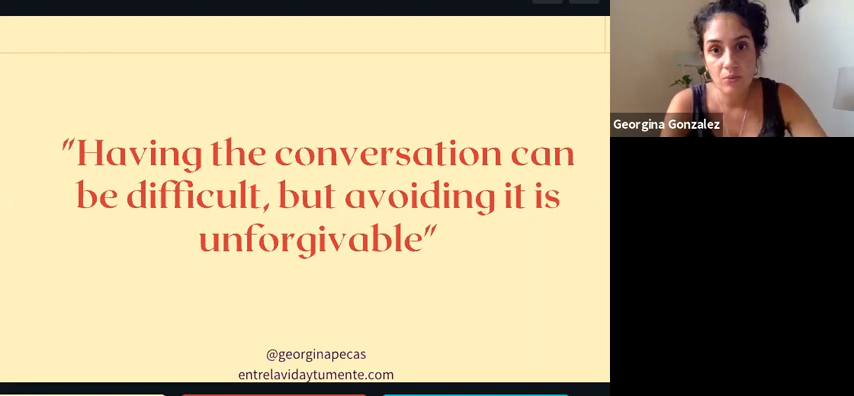 "Having the conversation can
be difficult, but avoiding it is
unforgivable"
@georginapecas
entrelavidaytumente.com
Georgina Gonzalez